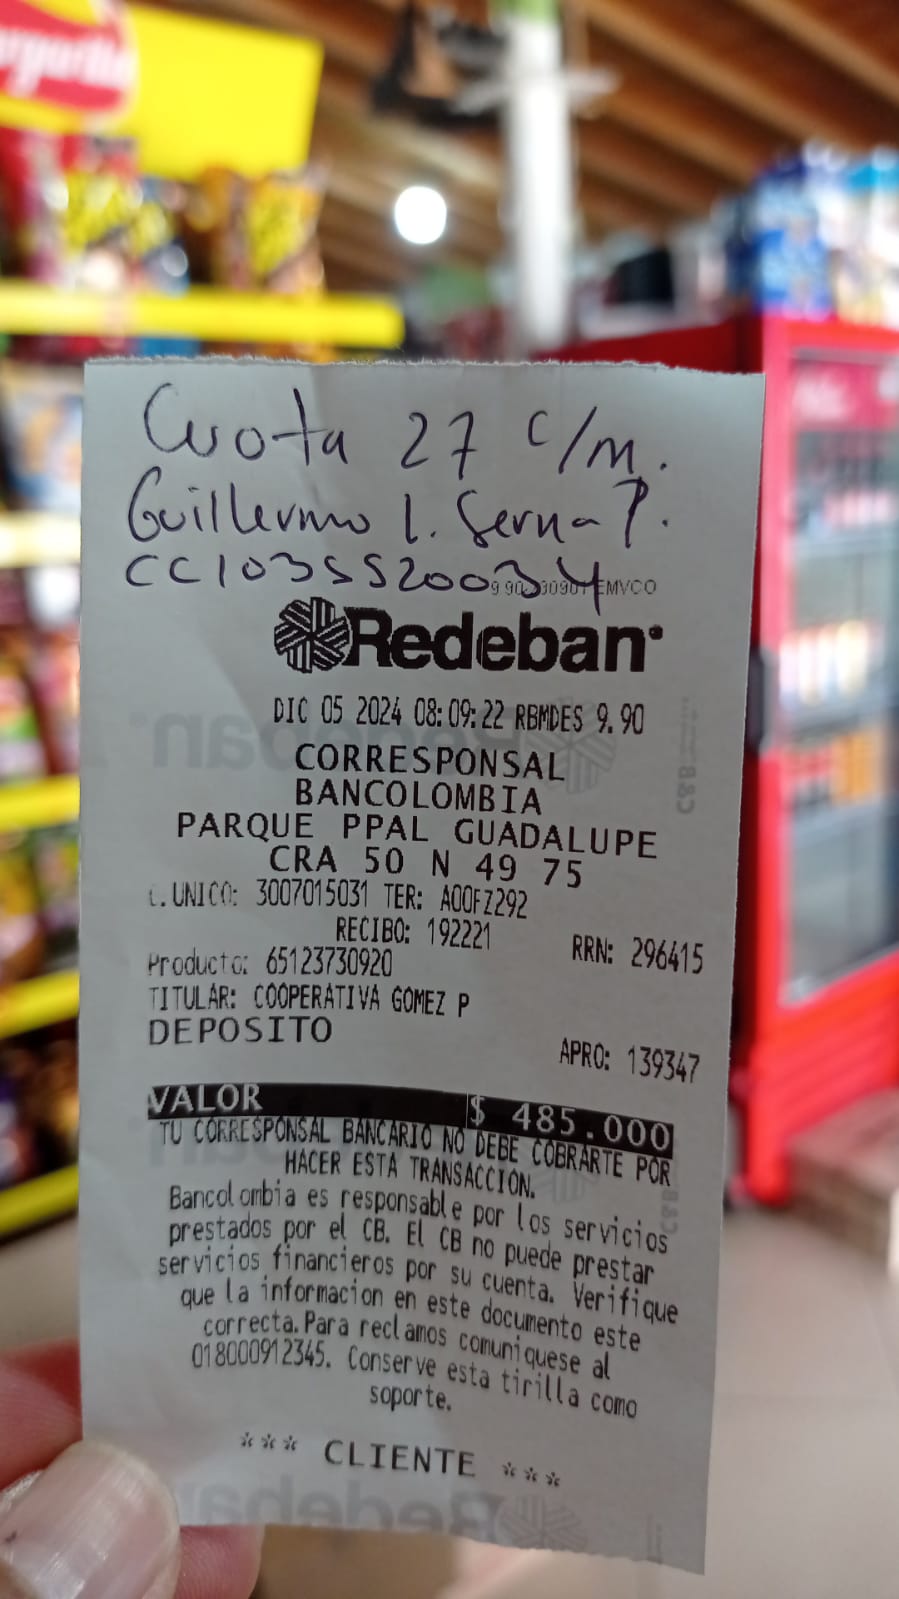 Cuota 27 c/m.
Guillermo L. Serna P.
CC1035520034
EMVCO
Redeban
DIC 05 2024 08:09:22 RBMDES 9.90
CORRESPONSAL
BANCOLOMBIA
PARQUE PPAL GUADALUPE
CRA 50 N 49 75
C.UNICO: 3007015031 TER: A00FZ292
RECIBO: 192221 RRN: 296415
Producto: 65123730920
TITULAR: COOPERATIVA GOMEZ P
DEPOSITO
APRO: 139347
VALOR $ 485.000
TU CORRESPONSAL BANCARIO NO DEBE COBRARTE POR
HACER ESTA TRANSACCION.
Bancolombia es responsable por los servicios
prestados por el CB. El CB no puede prestar
servicios financieros por su cuenta. Verifique
que la informacion en este documento este
correcta.Para reclamos comuniquese al
018000912345. Conserve esta tirilla como
soporte.
*** CLIENTE ***